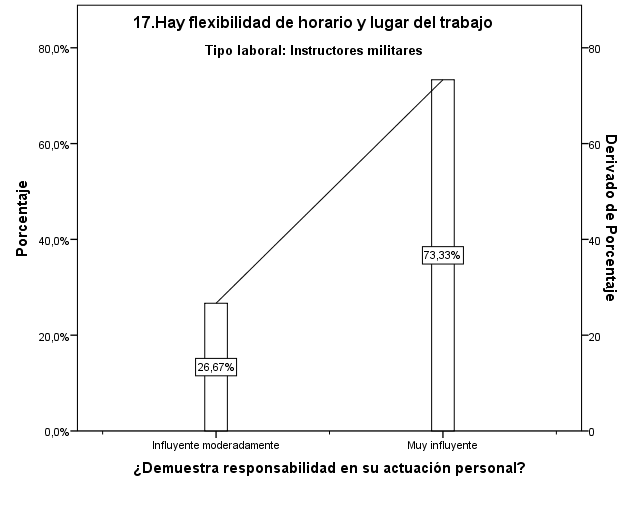 17.Hay flexibilidad de horario y lugar del trabajo
Tipo laboral: Instructores militares
80,0%
60,0%
40,0%
20,0%
0,0%
Porcentaje
80
60
40
20
0
Derivado de Porcentaje
73,33%
26,67%
Influyente moderadamente
Muy influyente
¿Demuestra responsabilidad en su actuación personal?